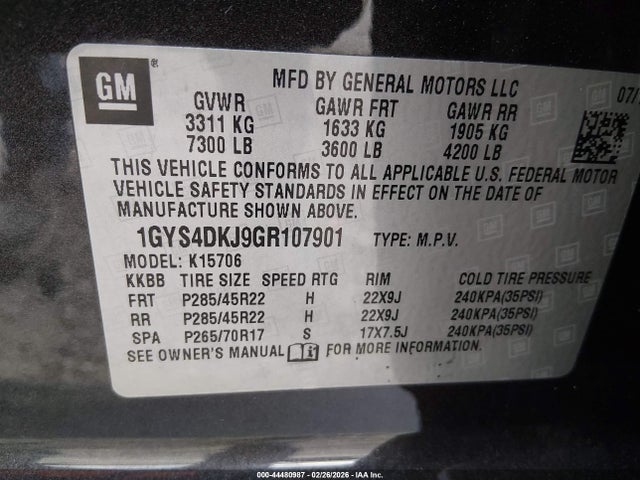 GM
®
MFD BY GENERAL MOTORS LLC
07/
GVWR GAWR FRT GAWR RR
3311 KG 1633 KG 1905 KG
7300 LB 3600 LB 4200 LB
THIS VEHICLE CONFORMS TO ALL APPLICABLE U.S. FEDERAL MOTOR
VEHICLE SAFETY STANDARDS IN EFFECT ON THE DATE OF
MANUFACTURE SHOWN ABOVE.
1GYS4DKJ9GR107901 TYPE: M.P.V.
MODEL: K15706
KKBB TIRE SIZE SPEED RTG RIM COLD TIRE PRESSURE
FRT P285/45R22 H 22X9J 240KPA(35PSI)
RR P285/45R22 H 22X9J 240KPA(35PSI)
SPA P265/70R17 S 17X7.5J 240KPA(35PSI)
SEE OWNER'S MANUAL i FOR MORE INFORMATION.
000-44480987 - 02/26/2026 - IAA Inc.